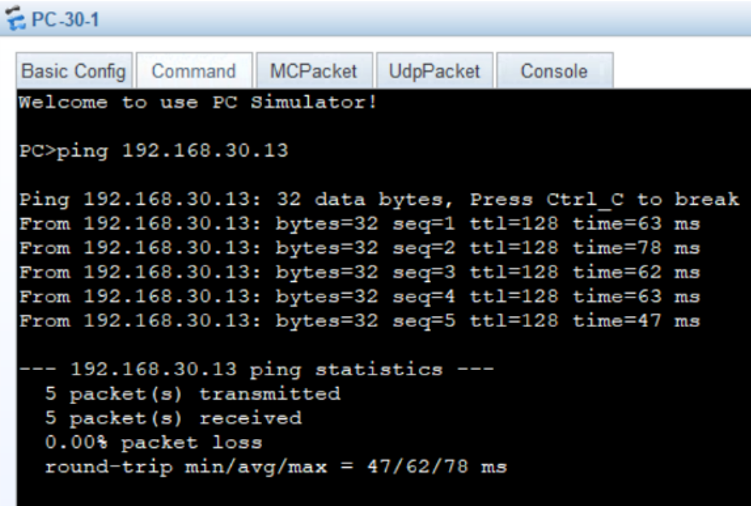 PC-30-1
Basic Config Command MCPacket UdpPacket Console
Welcome to use PC Simulator!
PC>ping 192.168.30.13
Ping 192.168.30.13: 32 data bytes, Press Ctrl_C to break
From 192.168.30.13: bytes=32 seq=1 ttl=128 time=63 ms
From 192.168.30.13: bytes=32 seq=2 ttl=128 time=78 ms
From 192.168.30.13: bytes=32 seq=3 ttl=128 time=62 ms
From 192.168.30.13: bytes=32 seq=4 ttl=128 time=63 ms
From 192.168.30.13: bytes=32 seq=5 ttl=128 time=47 ms
--- 192.168.30.13 ping statistics ---
5 packet(s) transmitted
5 packet(s) received
0.00% packet loss
round-trip min/avg/max = 47/62/78 ms